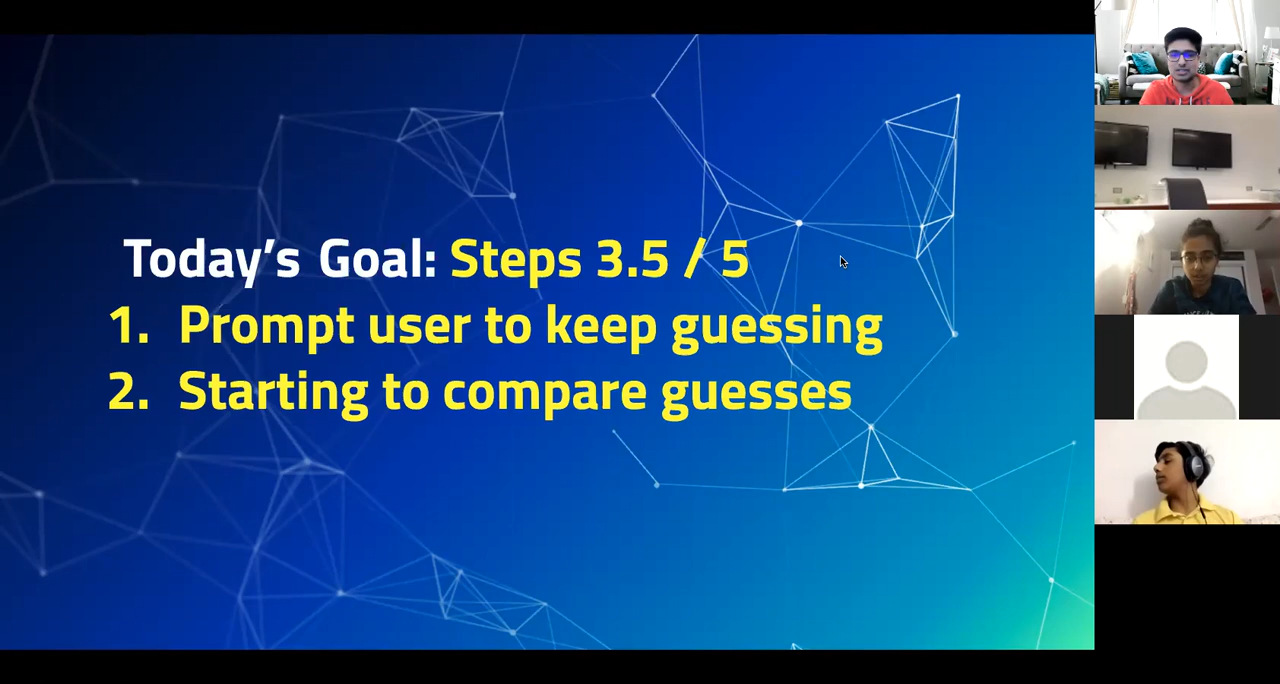 Today's Goal: Steps 3.5 / 5
1. Prompt user to keep guessing
2. Starting to compare guesses